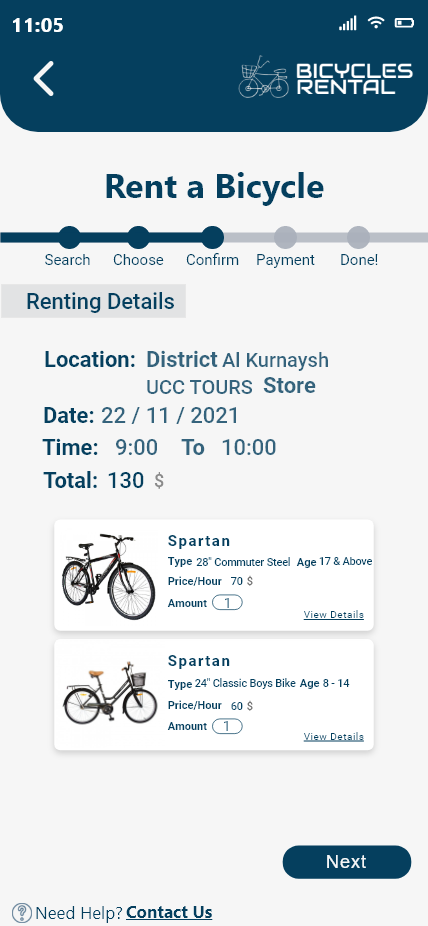 11:05
BICYCLES
RENTAL
Rent a Bicycle
Search Choose Confirm Payment Done!
Renting Details
Location: District Al Kurnaysh
UCC TOURS Store
Date: 22 / 11 / 2021
Time: 9:00 To 10:00
Total: 130 $
Spartan
Type 28" Commuter Steel Age 17 & Above
Price/Hour 70 $
Amount 1
View Details
Spartan
Type 24" Classic Boys Bike Age 8 - 14
Price/Hour 60 $
Amount 1
View Details
Next
? Need Help? Contact Us